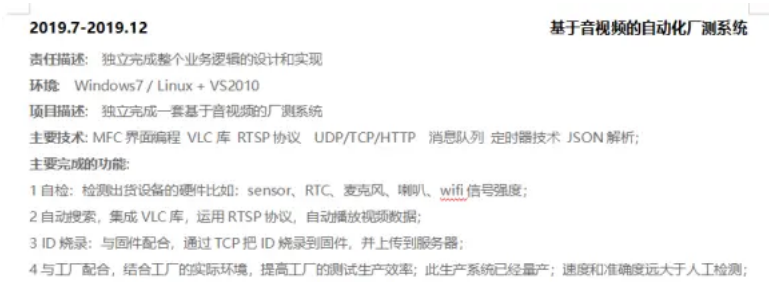 2019.7-2019.12 基于音视频的自动化厂测系统
责任描述: 独立完成整个业务逻辑的设计和实现
环境: Windows7 / Linux + VS2010
项目描述: 独立完成一套基于音视频的厂测系统
主要技术: MFC 界面编程 VLC 库 RTSP 协议 UDP/TCP/HTTP 消息队列 定时器技术 JSON 解析;
主要完成的功能:
1 自检：检测出货设备的硬件比如：sensor、RTC、麦克风、喇叭、wifi 信号强度；
2 自动搜索，集成 VLC 库，运用 RTSP 协议，自动播放视频数据；
3 ID 烧录：与固件配合，通过 TCP 把 ID 烧录到固件，并上传到服务器；
4 与工厂配合，结合工厂的实际环境，提高工厂的测试生产效率；此生产系统已经量产；速度和准确度远大于人工检测；